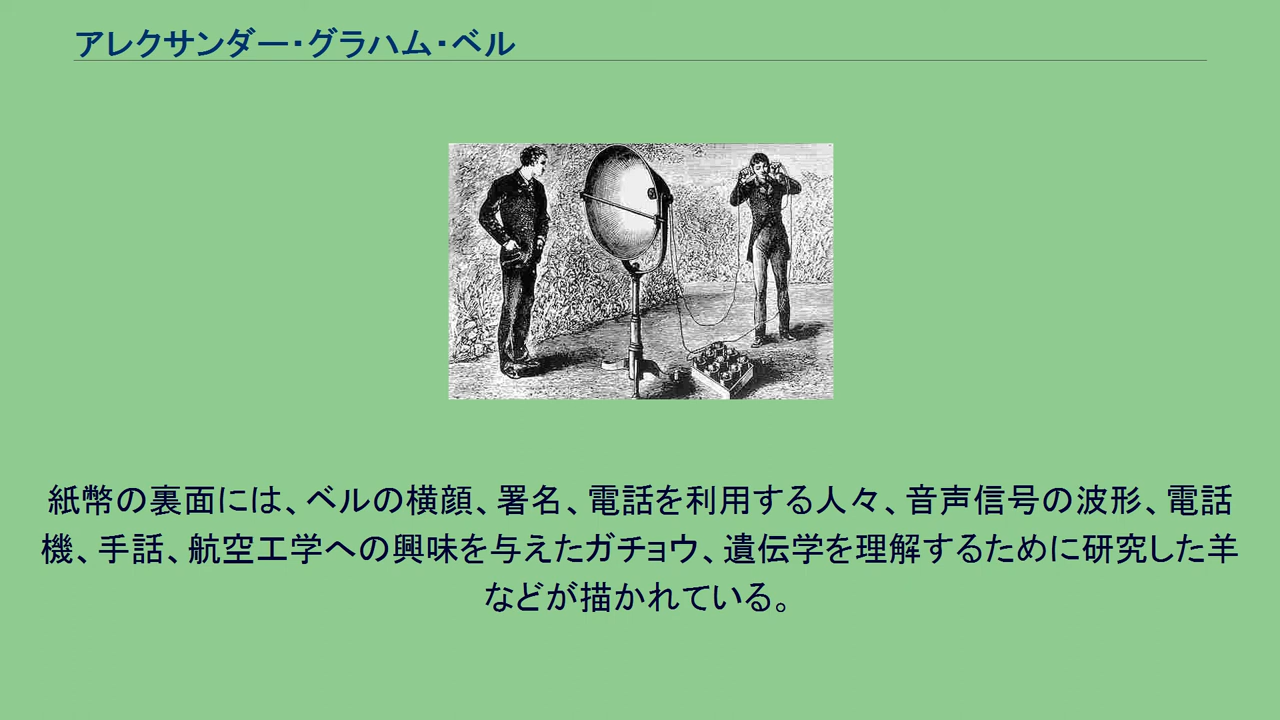 アレクサンダー・グラハム・ベル
紙幣の裏面には、ベルの横顔、署名、電話を利用する人々、音声信号の波形、電話
機、手話、航空工学への興味を与えたガチョウ、遺伝学を理解するために研究した羊
などが描かれている。